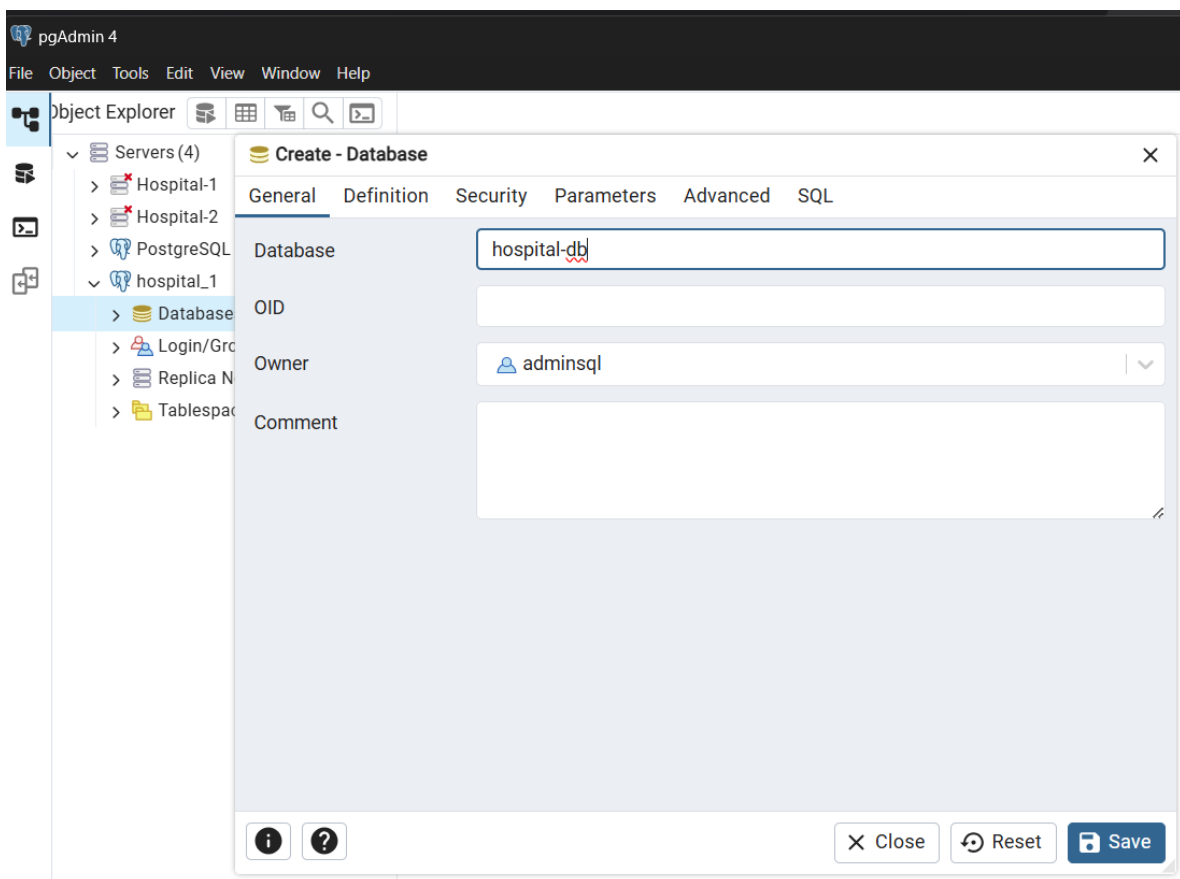 pgAdmin 4
File Object Tools Edit View Window Help
Object Explorer
Servers (4)
Hospital-1
Hospital-2
PostgreSQL
hospital_1
Database
Login/Gro
Replica N
Tablespac
Create - Database
General Definition Security Parameters Advanced SQL
Database hospital-db
OID
Owner adminsql
Comment
Close Reset Save